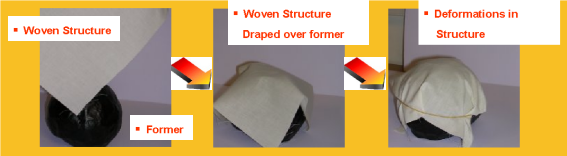 ▪ Woven Structure
▪ Former
▪ Woven Structure
Draped over former
▪ Deformations in
Structure